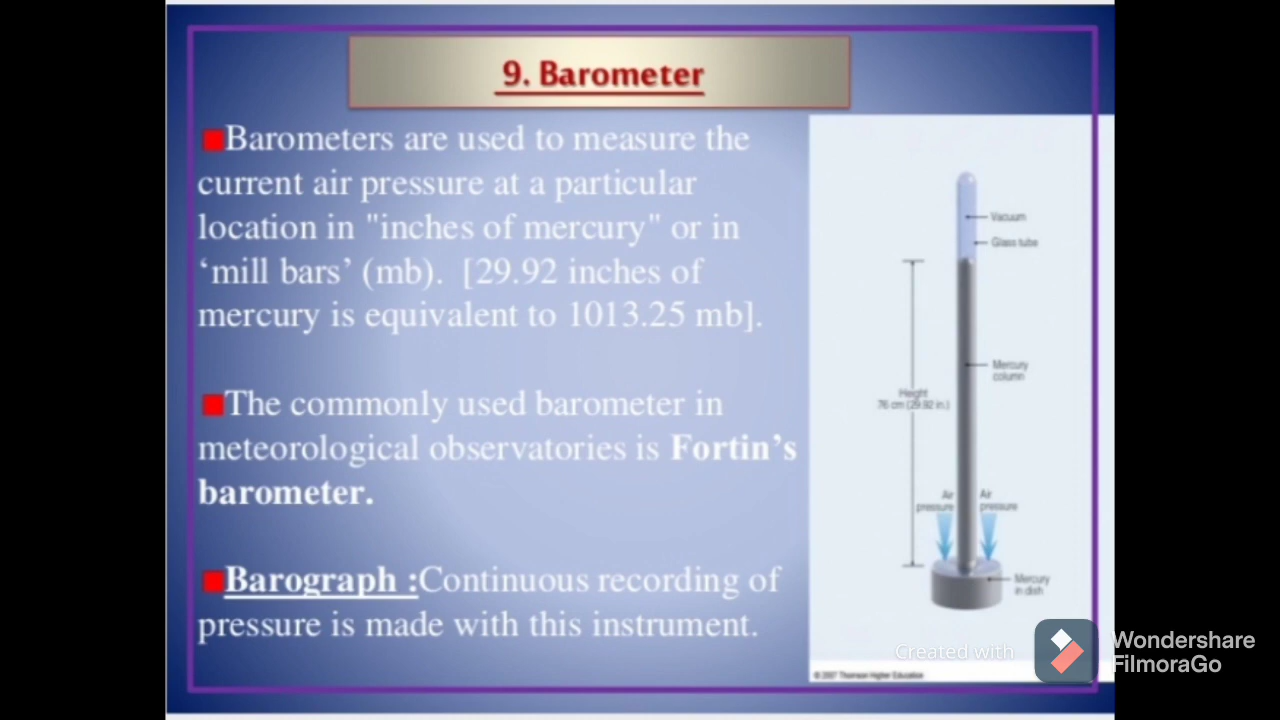 9. Barometer
Barometers are used to measure the
current air pressure at a particular
location in "inches of mercury" or in
‘mill bars’ (mb). [29.92 inches of
mercury is equivalent to 1013.25 mb].
The commonly used barometer in
meteorological observatories is Fortin’s
barometer.
Barograph :Continuous recording of
pressure is made with this instrument.
Vacuum
Glass tube
Mercury
column
Height
76 cm (29.92 in.)
Air
pressure
Air
pressure
Mercury
in dish
© 2007 Thomson Higher Education
Created with
Wondershare
FilmoraGo